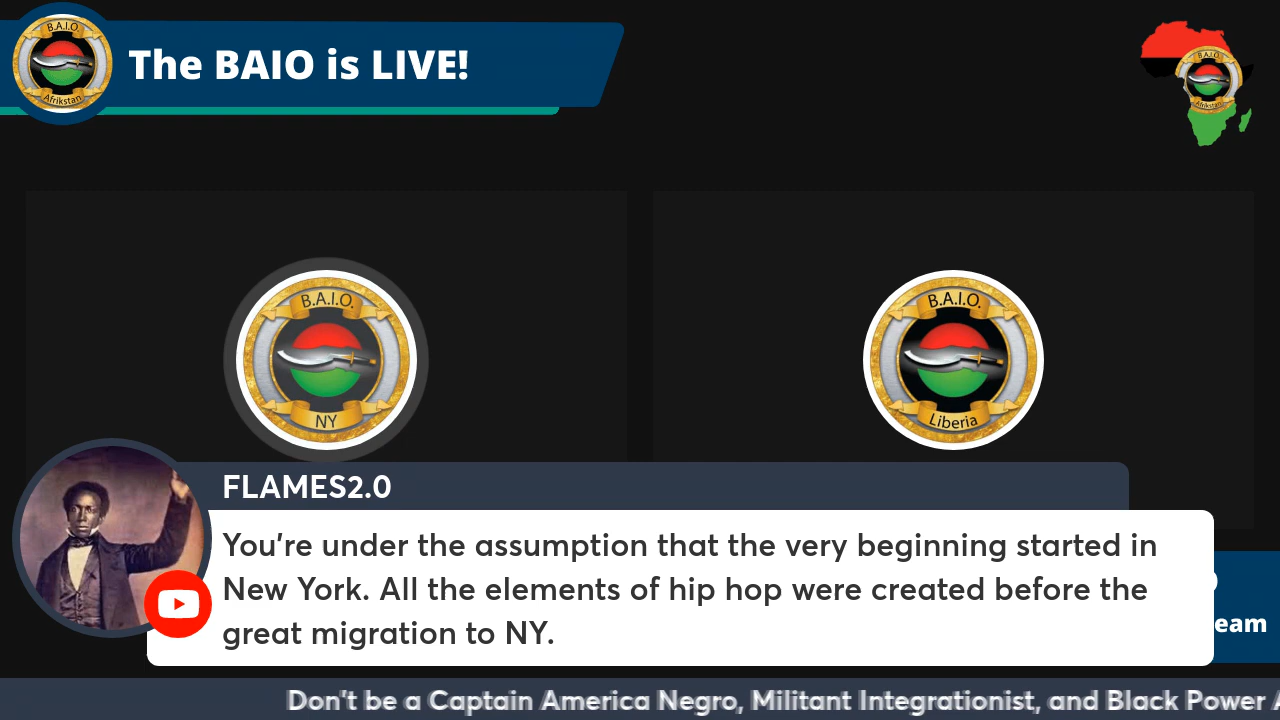 B.A.I.O.
Afrikstan
The BAIO is LIVE!
B.A.I.O.
Afrikstan
B.A.I.O.
NY
B.A.I.O.
Liberia
FLAMES2.0
You're under the assumption that the very beginning started in
New York. All the elements of hip hop were created before the
great migration to NY.
eam
Don't be a Captain America Negro, Militant Integrationist, and Black Power